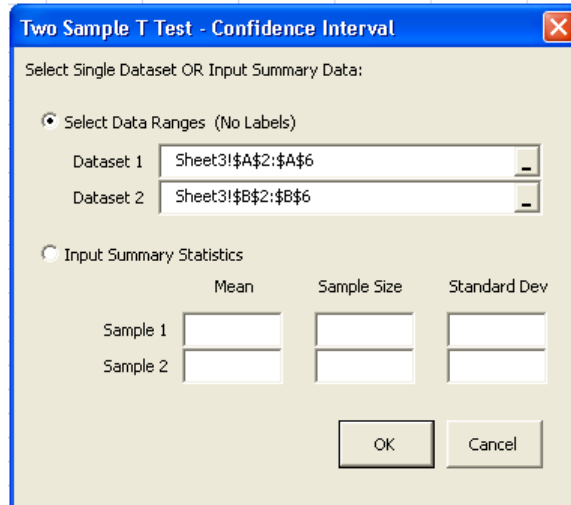 Two Sample T Test - Confidence Interval
Select Single Dataset OR Input Summary Data:
Select Data Ranges (No Labels)
Dataset 1 Sheet3!$A$2:$A$6
Dataset 2 Sheet3!$B$2:$B$6
Input Summary Statistics
Mean Sample Size Standard Dev
Sample 1
Sample 2
OK Cancel